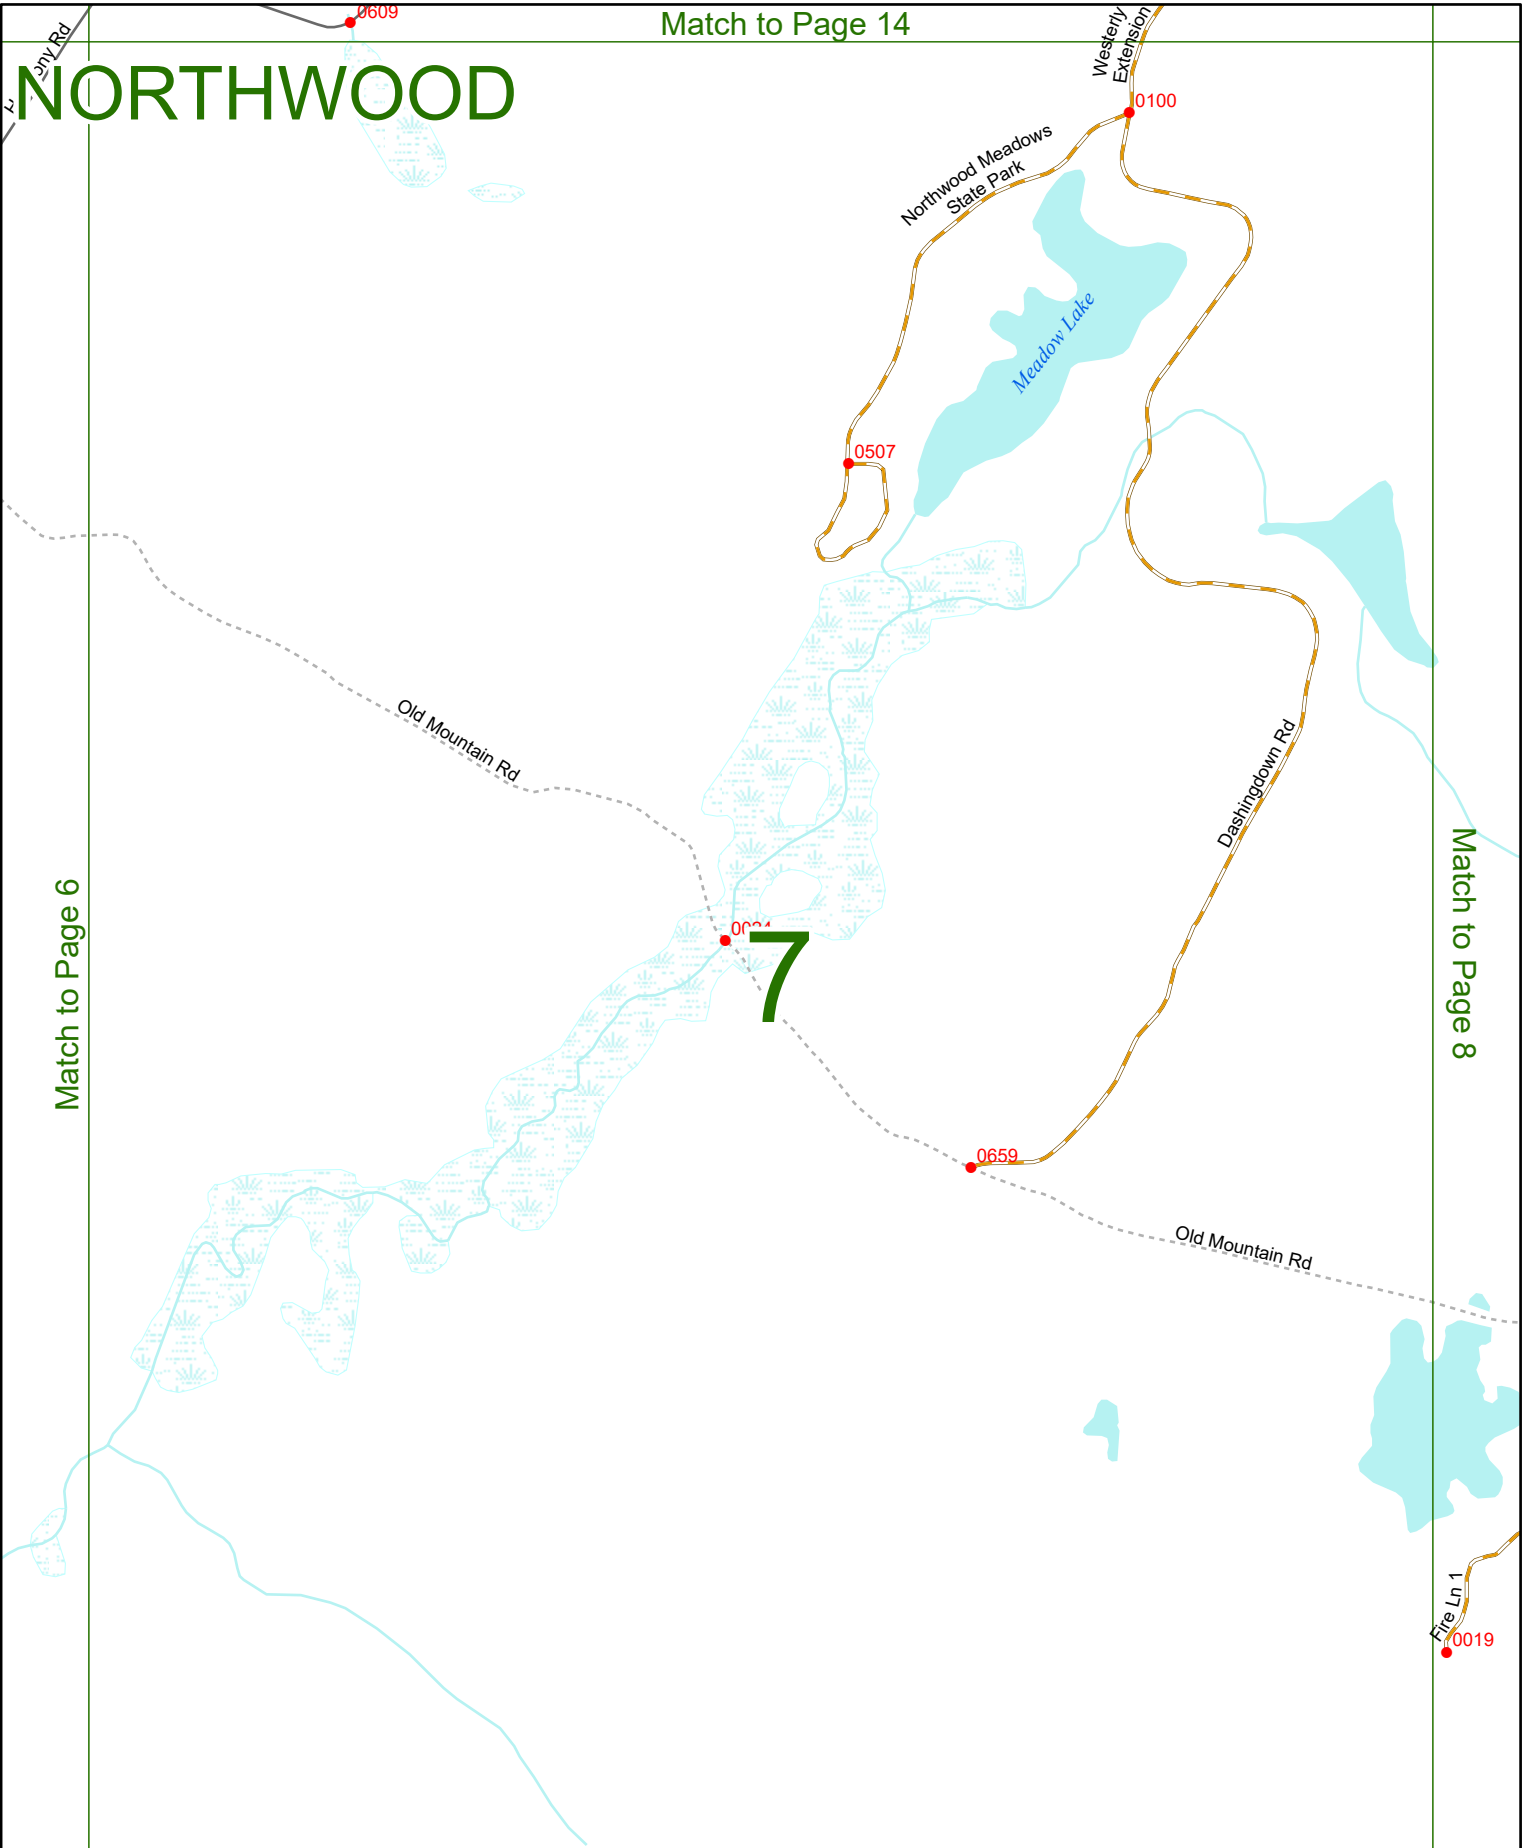 0609
Match to Page 14
Westerly
Extension
NORTHWOOD
0100
Northwood Meadows
State Park
Meadow Lake
0507
Old Mountain Rd
Dashingdown Rd
Match to Page 6
Match to Page 8
7
0659
Old Mountain Rd
Fire Ln 1
0019